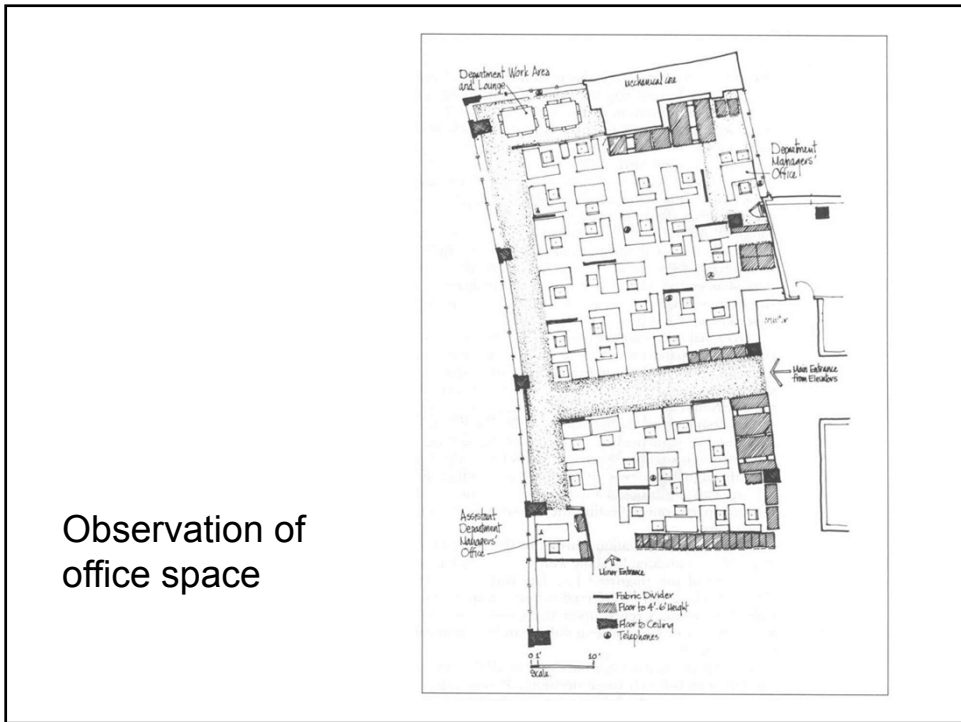 Observation of
office space
Department Work Area
and Lounge
Mechanical Core
Department
Managers'
Office
Main Entrance
from Elevators
Assistant
Department
Managers'
Office
Minor Entrance
Fabric Divider
Floor to 4'-6' Height
Floor to Ceiling
Telephones
0 1' 10'
Scale